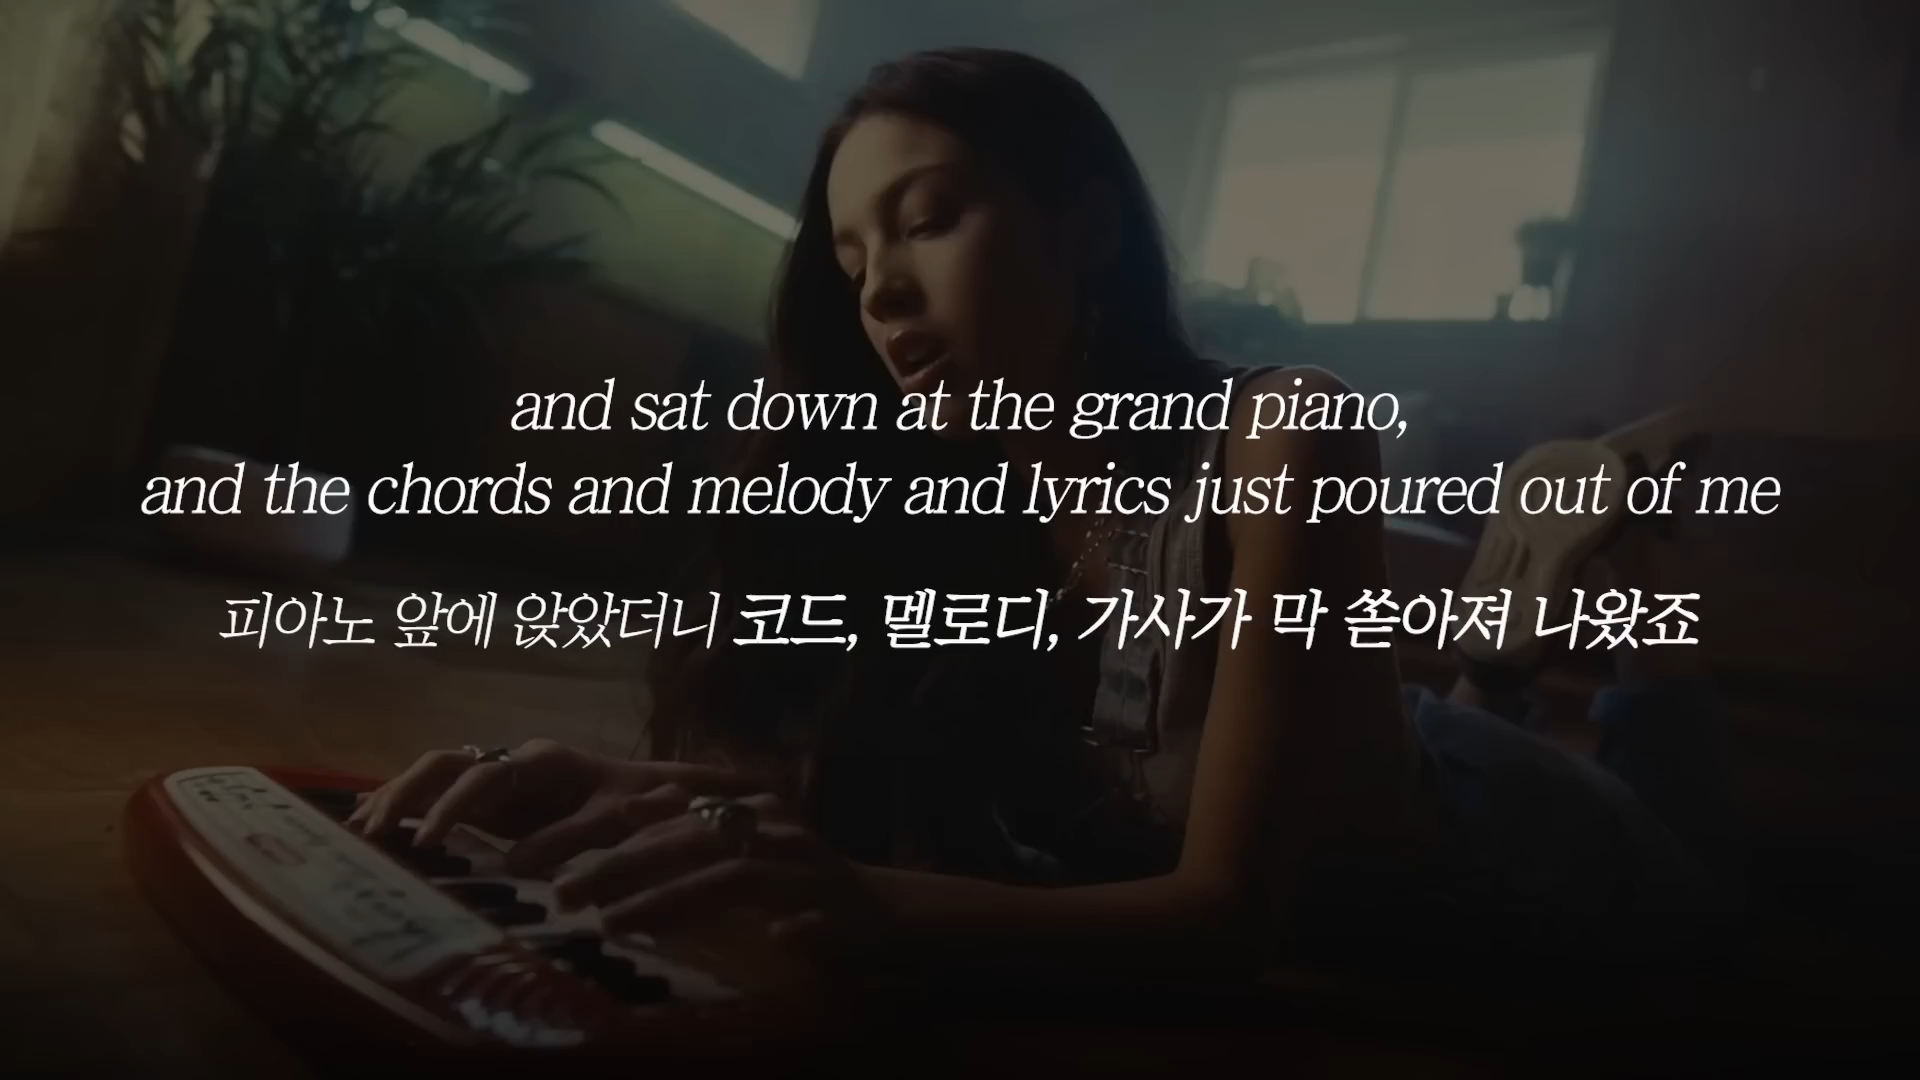 and sat down at the grand piano,
and the chords and melody and lyrics just poured out of me
피아노 앞에 앉았더니 코드, 멜로디, 가사가 막 쏟아져 나왔죠